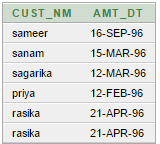 CUST_NM AMT_DT
sameer 16-SEP-96
sanam 15-MAR-96
sagarika 12-MAR-96
priya 12-FEB-96
rasika 21-APR-96
rasika 21-APR-96